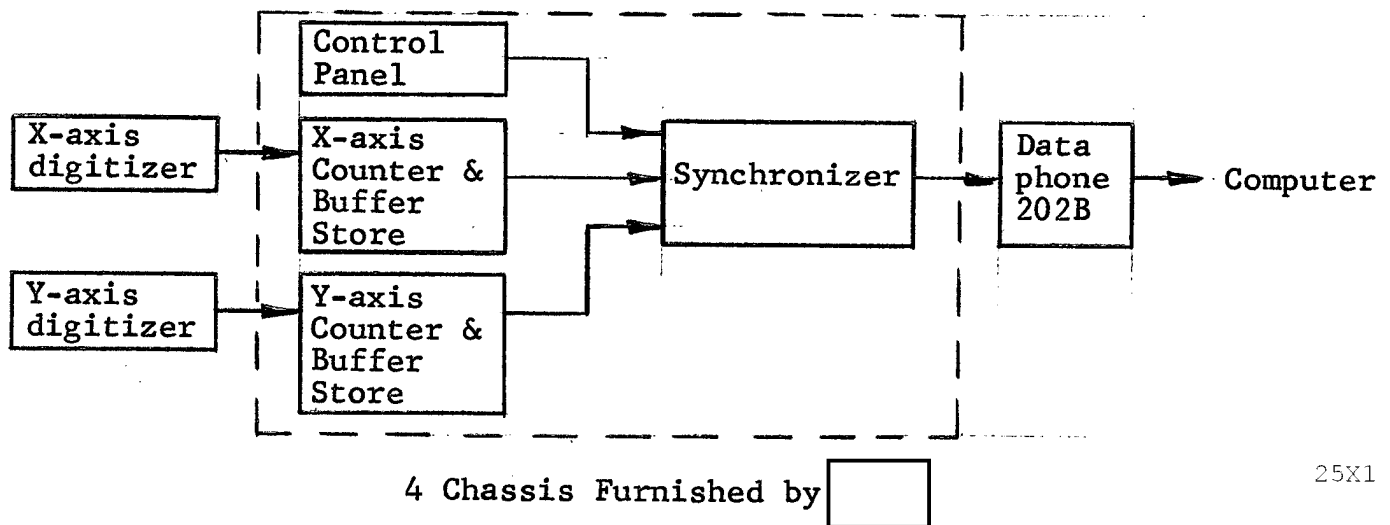 Control
Panel
X-axis
digitizer
X-axis
Counter &
Buffer
Store
Synchronizer
Data
phone
202B
Computer
Y-axis
digitizer
Y-axis
Counter &
Buffer
Store
4 Chassis Furnished by
25X1